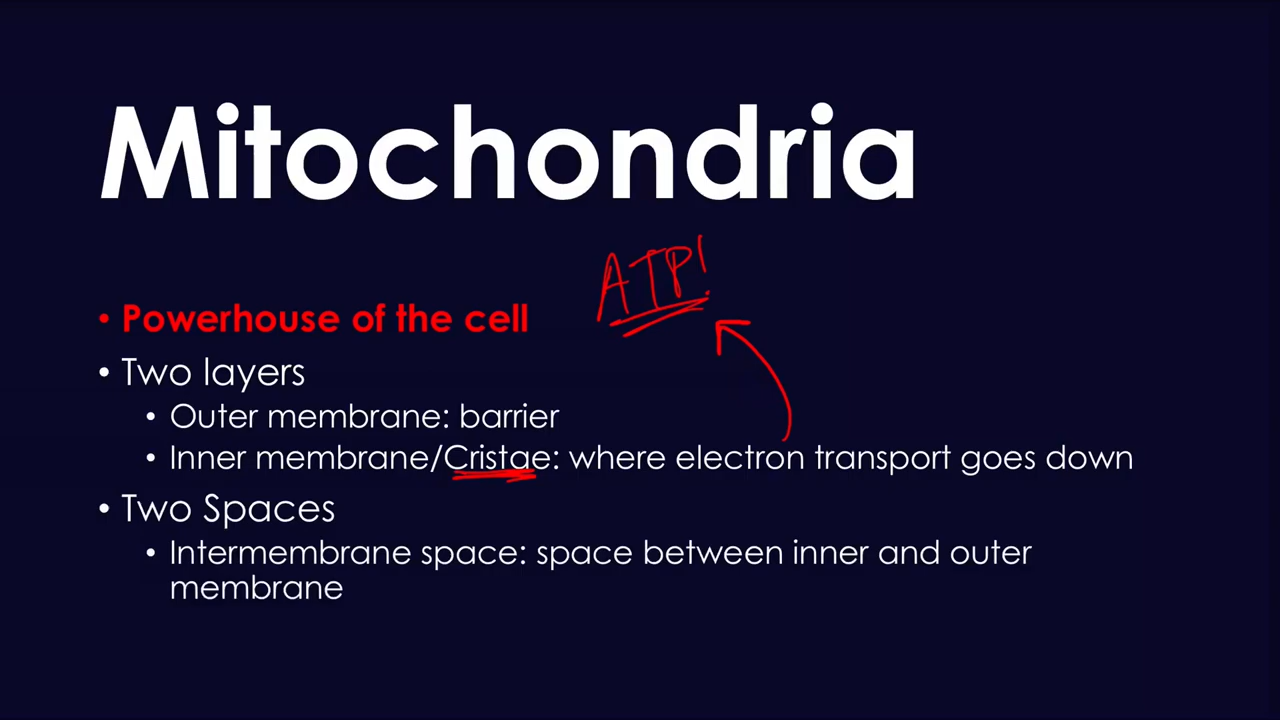 Mitochondria
ATP!
• Powerhouse of the cell
• Two layers
• Outer membrane: barrier
• Inner membrane/Cristae: where electron transport goes down
• Two Spaces
• Intermembrane space: space between inner and outer
membrane